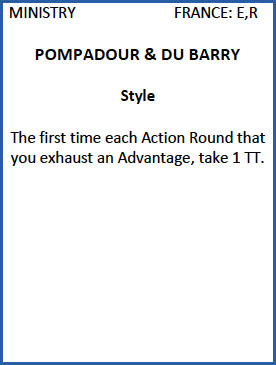 MINISTRY FRANCE: E,R
POMPADOUR & DU BARRY
Style
The first time each Action Round that
you exhaust an Advantage, take 1 TT.